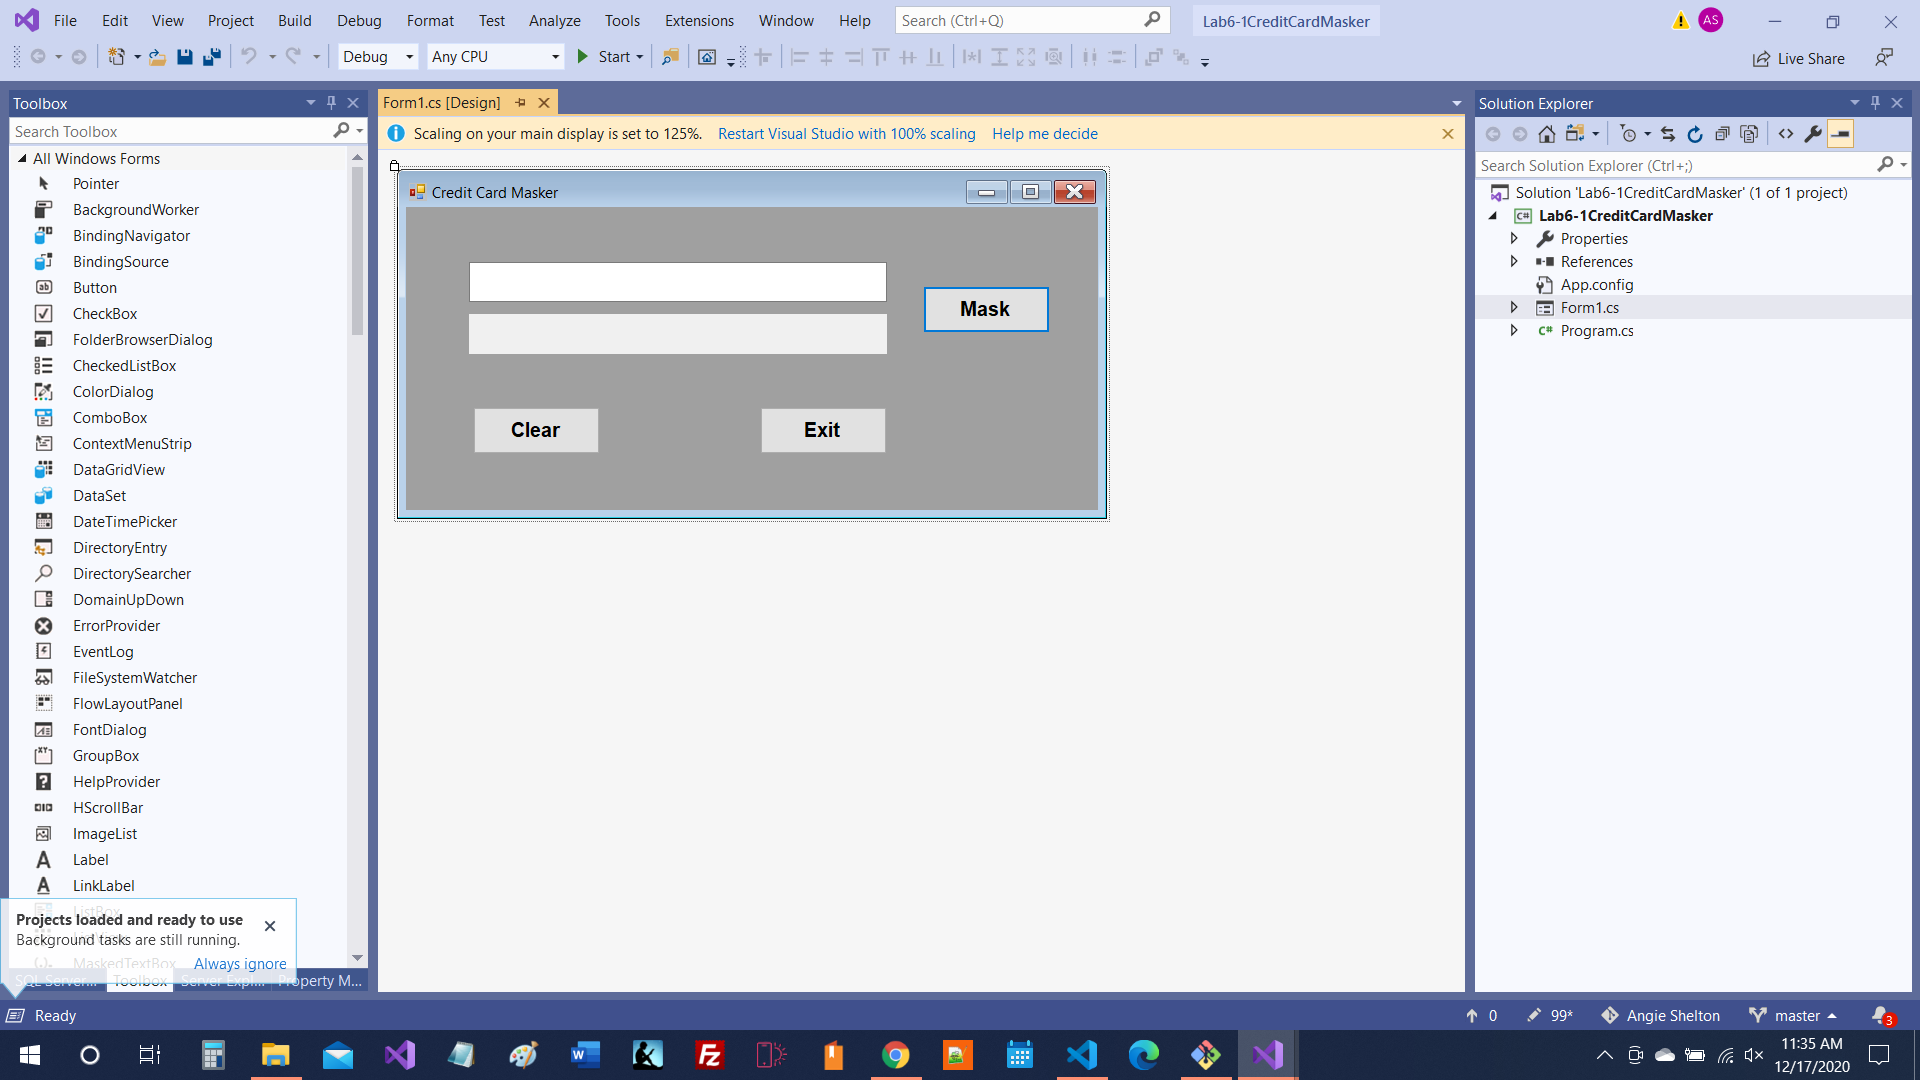 File Edit View Project Build Debug Format Test Analyze Tools Extensions Window Help Search (Ctrl+Q) Lab6-1CreditCardMasker AS
Debug Any CPU Start Live Share
Toolbox
Search Toolbox
All Windows Forms
Pointer
BackgroundWorker
BindingNavigator
BindingSource
Button
CheckBox
FolderBrowserDialog
CheckedListBox
ColorDialog
ComboBox
ContextMenuStrip
DataGridView
DataSet
DateTimePicker
DirectoryEntry
DirectorySearcher
DomainUpDown
ErrorProvider
EventLog
FileSystemWatcher
FlowLayoutPanel
FontDialog
GroupBox
HelpProvider
HScrollBar
ImageList
Label
LinkLabel
ListBox
Projects loaded and ready to use
Background tasks are still running.
MaskedTextBox Always ignore
SQL Server... Toolbox Server Expl... Property M...
Form1.cs [Design]
Scaling on your main display is set to 125%. Restart Visual Studio with 100% scaling Help me decide
Credit Card Masker
Mask
Clear Exit
Solution Explorer
Search Solution Explorer (Ctrl+;)
Solution 'Lab6-1CreditCardMasker' (1 of 1 project)
C# Lab6-1CreditCardMasker
Properties
References
App.config
Form1.cs
C# Program.cs
Ready 0 99* Angie Shelton master 3
11:35 AM
12/17/2020